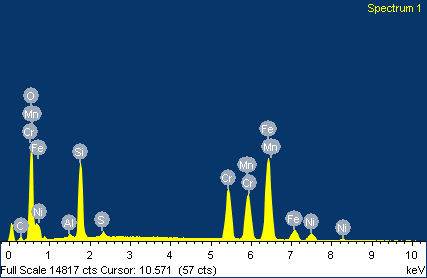 Spectrum 1
O
Mn
Cr
Fe
C
Ni
Al
Si
S
Cr
Mn
Cr
Fe
Mn
Fe
Ni
Ni
0 1 2 3 4 5 6 7 8 9 10
Full Scale 14817 cts Cursor: 10.571 (57 cts) keV